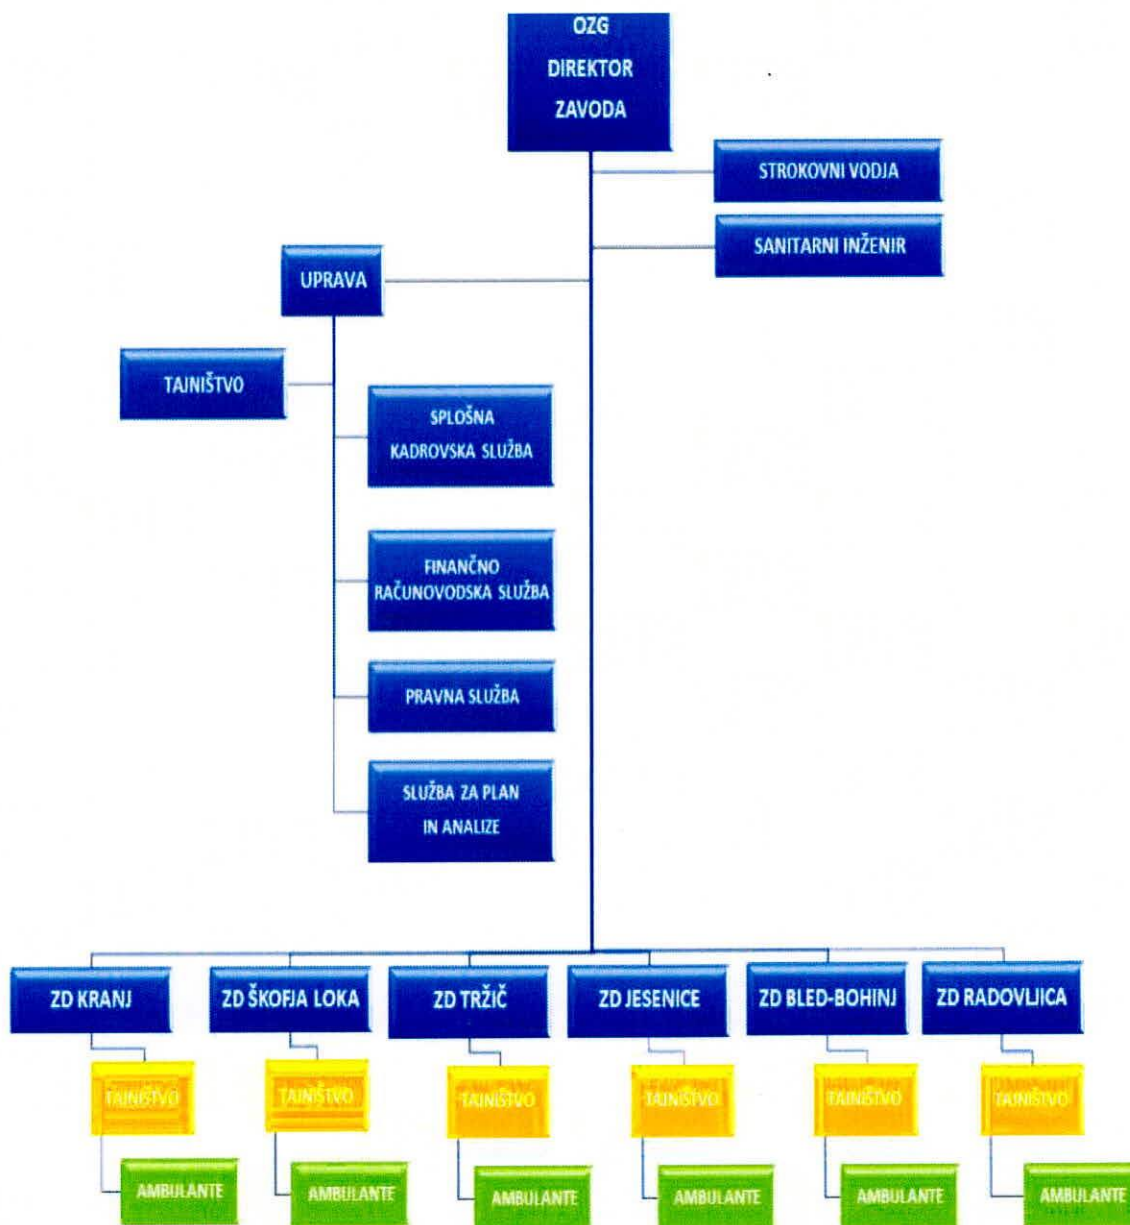 OZG
DIREKTOR
ZAVODA
STROKOVNI VODJA
SANITARNI INŽENIR
UPRAVA
TAJNIŠTVO
SPLOŠNA
KADROVSKA SLUŽBA
FINANČNO
RAČUNOVODSKA SLUŽBA
PRAVNA SLUŽBA
SLUŽBA ZA PLAN
IN ANALIZE
ZD KRANJ
ZD ŠKOFJA LOKA
ZD TRŽIČ
ZD JESENICE
ZD BLED-BOHINJ
ZD RADOVLJICA
TAJNIŠTVO
TAJNIŠTVO
TAJNIŠTVO
TAJNIŠTVO
TAJNIŠTVO
TAJNIŠTVO
AMBULANTE
AMBULANTE
AMBULANTE
AMBULANTE
AMBULANTE
AMBULANTE